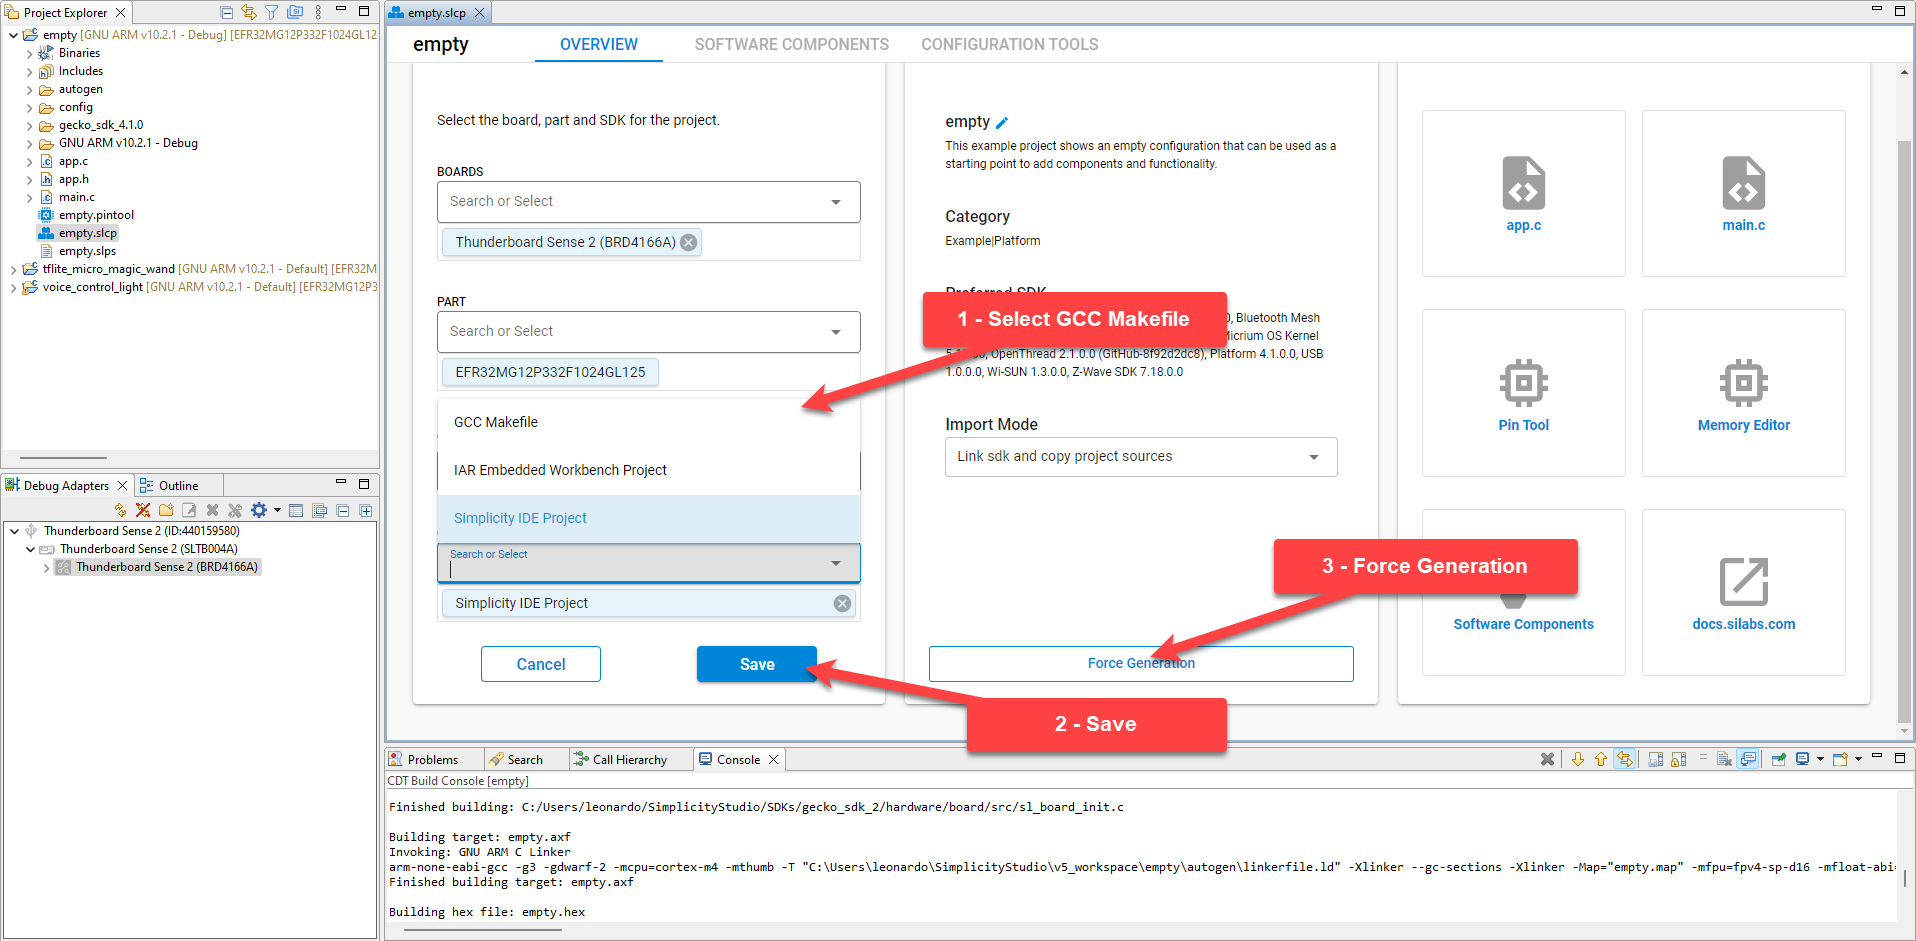 Project Explorer
empty [GNU ARM v10.2.1 - Debug] [EFR32MG12P332F1024GL12
Binaries
Includes
autogen
config
gecko_sdk_4.1.0
GNU ARM v10.2.1 - Debug
app.c
app.h
main.c
empty.pintool
empty.slcp
empty.slps
tflite_micro_magic_wand [GNU ARM v10.2.1 - Default] [EFR32M
voice_control_light [GNU ARM v10.2.1 - Default] [EFR32MG12P3
Debug Adapters
Outline
Thunderboard Sense 2 (ID:440159580)
Thunderboard Sense 2 (SLTB004A)
Thunderboard Sense 2 (BRD4166A)
empty.slcp
empty
OVERVIEW
SOFTWARE COMPONENTS
CONFIGURATION TOOLS
Select the board, part and SDK for the project.
BOARDS
Search or Select
Thunderboard Sense 2 (BRD4166A)
PART
Search or Select
EFR32MG12P332F1024GL125
GCC Makefile
IAR Embedded Workbench Project
Simplicity IDE Project
Search or Select
Simplicity IDE Project
Cancel
Save
empty
This example project shows an empty configuration that can be used as a
starting point to add components and functionality.
Category
Example|Platform
Preferred SDK
1 - Select GCC Makefile
0, Bluetooth Mesh
Micrium OS Kernel
OpenThread 2.1.0.0 (GitHub-8f92d2dc8), Platform 4.1.0.0, USB
1.0.0.0, Wi-SUN 1.3.0.0, Z-Wave SDK 7.18.0.0
Import Mode
Link sdk and copy project sources
3 - Force Generation
Force Generation
2 - Save
app.c
main.c
Pin Tool
Memory Editor
Software Components
docs.silabs.com
Problems
Search
Call Hierarchy
Console
CDT Build Console [empty]
Finished building: C:/Users/leonardo/SimplicityStudio/SDKs/gecko_sdk_2/hardware/board/src/sl_board_init.c
Building target: empty.axf
Invoking: GNU ARM C Linker
arm-none-eabi-gcc -g3 -gdwarf-2 -mcpu=cortex-m4 -mthumb -T "C:\Users\leonardo\SimplicityStudio\v5_workspace\empty\autogen\linkerfile.ld" -Xlinker --gc-sections -Xlinker -Map="empty.map" -mfpu=fpv4-sp-d16 -mfloat-abi=
Finished building target: empty.axf
Building hex file: empty.hex